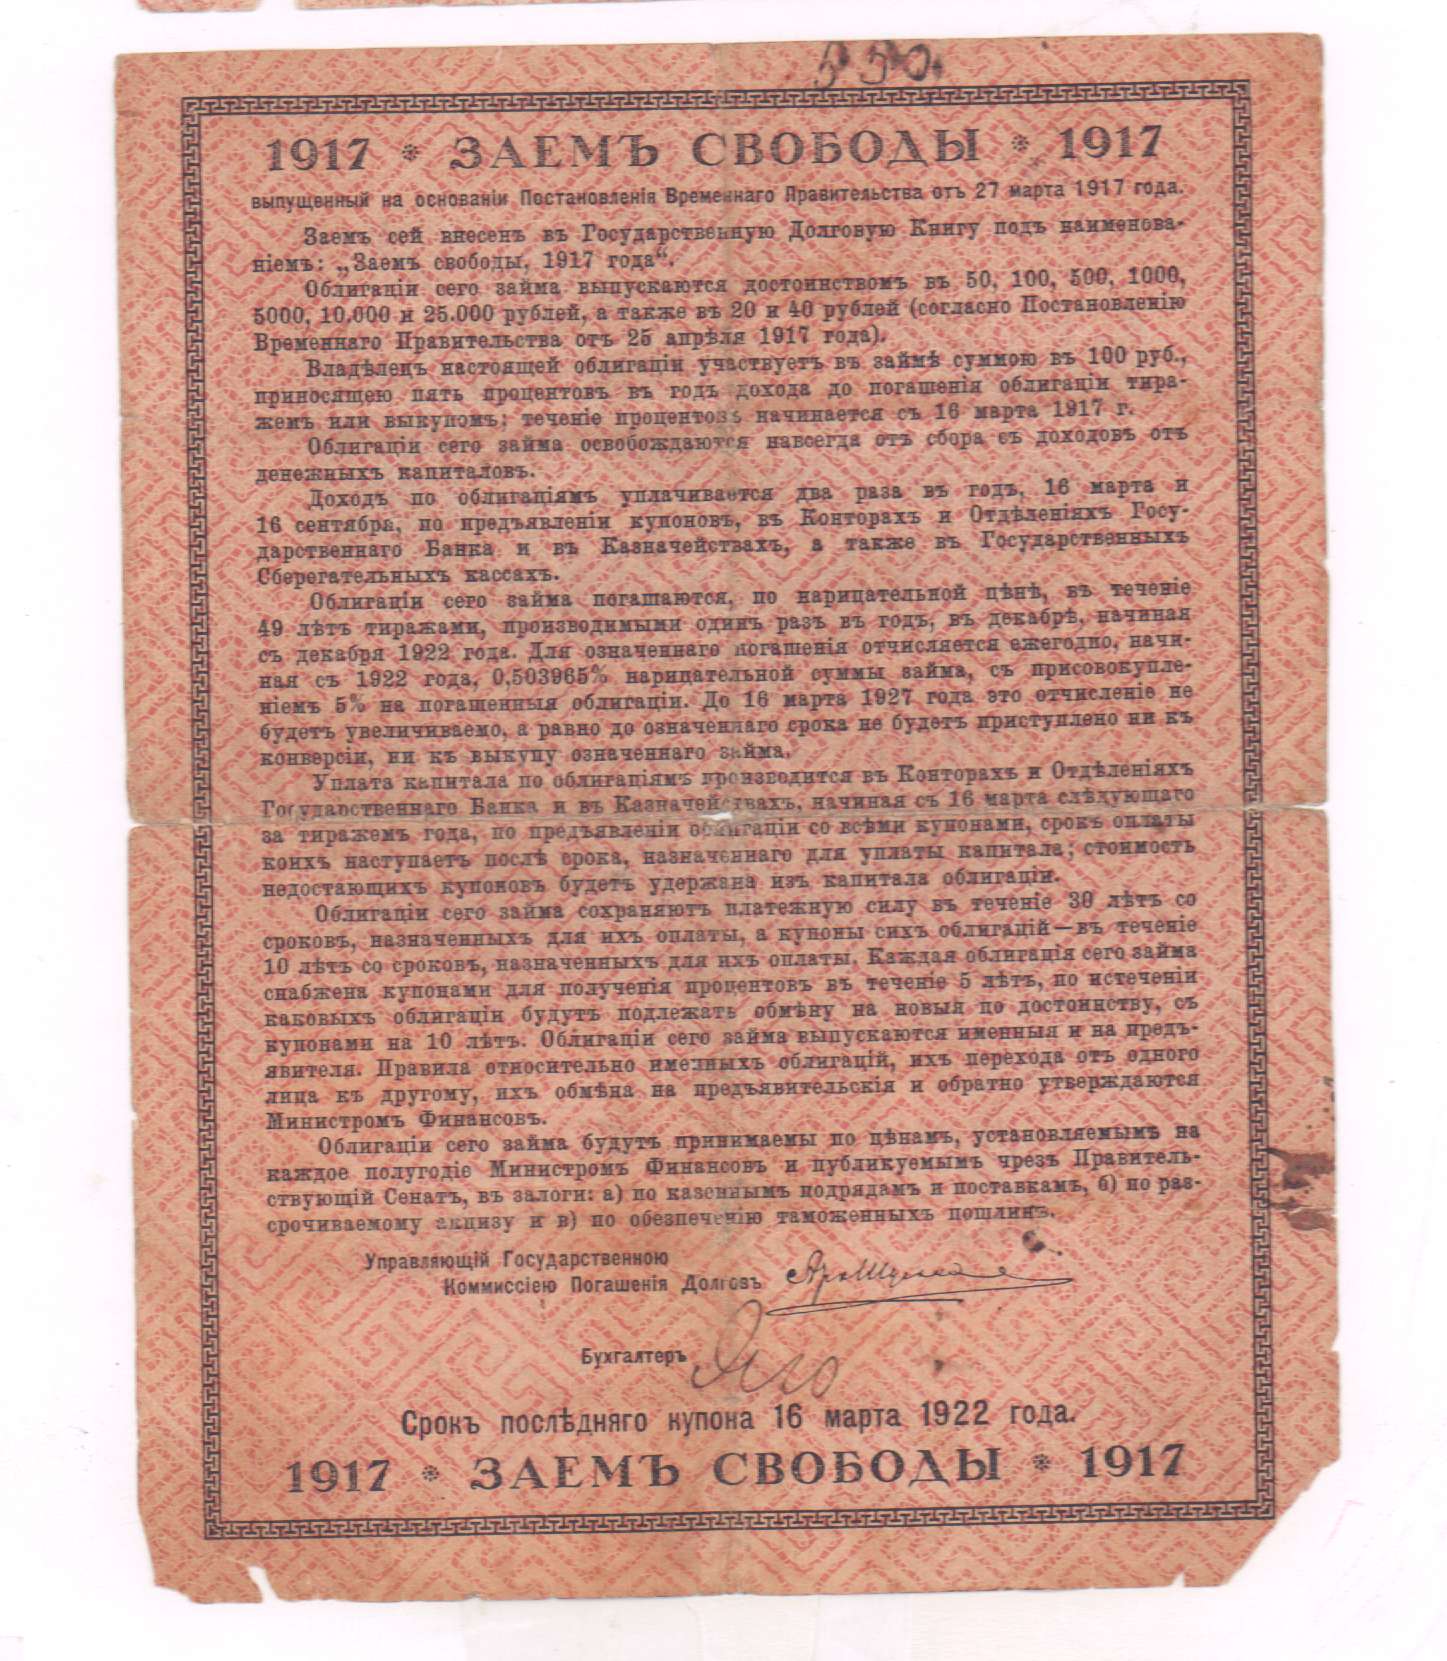 550.
1917 * ЗАЕМЪ СВОБОДЫ * 1917
выпущенный на основаніи Постановленія Временнаго Правительства отъ 27 марта 1917 года.
Заемъ сей внесенъ въ Государственную Долговую Книгу подъ наименова-
ніемъ: „Заемъ свободы, 1917 года“.
Облигаціи сего займа выпускаются достоинствомъ въ 50, 100, 500, 1000,
5000, 10.000 и 25.000 рублей, а также въ 20 и 40 рублей (согласно Постановленію
Временнаго Правительства отъ 25 апрѣля 1917 года).
Владѣлецъ настоящей облигаціи участвуетъ въ займѣ суммою въ 100 руб.,
приносящею пять процентовъ въ годъ дохода до погашенія облигаціи тира-
жемъ или выкупомъ; теченіе процентовъ начинается съ 16 марта 1917 г.
Облигаціи сего займа освобождаются навсегда отъ сбора съ доходовъ отъ
денежныхъ капиталовъ.
Доходъ по облигаціямъ уплачивается два раза въ годъ, 16 марта и
16 сентября, по предъявленіи купоновъ, въ Конторахъ и Отдѣленіяхъ Госу-
дарственнаго Банка и въ Казначействахъ, а также въ Государственныхъ
Сберегательныхъ кассахъ.
Облигаціи сего займа погашаются, по нарицательной цѣнѣ, въ теченіе
49 лѣтъ тиражами, производимыми одинъ разъ въ годъ, въ декабрѣ, начиная
съ декабря 1922 года. Для означеннаго погашенія отчисляется ежегодно, начи-
ная съ 1922 года, 0,503965% нарицательной суммы займа, съ присовокупле-
ніемъ 5% на погашенныя облигаціи. До 16 марта 1927 года это отчисленіе не
будетъ увеличиваемо, а равно до означеннаго срока не будетъ приступлено ни къ
конверсіи, ни къ выкупу означеннаго займа.
Уплата капитала по облигаціямъ производится въ Конторахъ и Отдѣленіяхъ
Государственнаго Банка и въ Казначействахъ, начиная съ 16 марта слѣдующаго
за тиражемъ года, по предъявленіи облигаціи со всѣми купонами, срокъ оплаты
коихъ наступаетъ послѣ срока, назначеннаго для уплаты капитала; стоимость
недостающихъ купоновъ будетъ удержана изъ капитала облигаціи.
Облигаціи сего займа сохраняютъ платежную силу въ теченіе 30 лѣтъ со
сроковъ, назначенныхъ для ихъ оплаты, а купоны сихъ облигацій—въ теченіе
10 лѣтъ со сроковъ, назначенныхъ для ихъ оплаты. Каждая облигація сего займа
снабжена купонами для полученія процентовъ въ теченіе 5 лѣтъ, по истеченіи
каковыхъ облигаціи будутъ подлежать обмѣну на новыя по достоинству, съ
купонами на 10 лѣтъ. Облигаціи сего займа выпускаются именныя и на предъ-
явителя. Правила относительно именныхъ облигацій, ихъ перехода отъ одного
лица къ другому, ихъ обмѣна на предъявительскія и обратно утверждаются
Министромъ Финансовъ.
Облигаціи сего займа будутъ принимаемы по цѣнамъ, установляемымъ на
каждое полугодіе Министромъ Финансовъ и публикуемымъ чрезъ Правитель-
ствующій Сенатъ, въ залоги: а) по казеннымъ подрядамъ и поставкамъ, б) по раз-
срочиваемому акцизу и в) по обезпеченію таможенныхъ пошлинъ.
Управляющій Государственною
Коммиссіею Погашенія Долговъ
Бухгалтеръ
Срокъ послѣдняго купона 16 марта 1922 года.
1917 * ЗАЕМЪ СВОБОДЫ * 1917